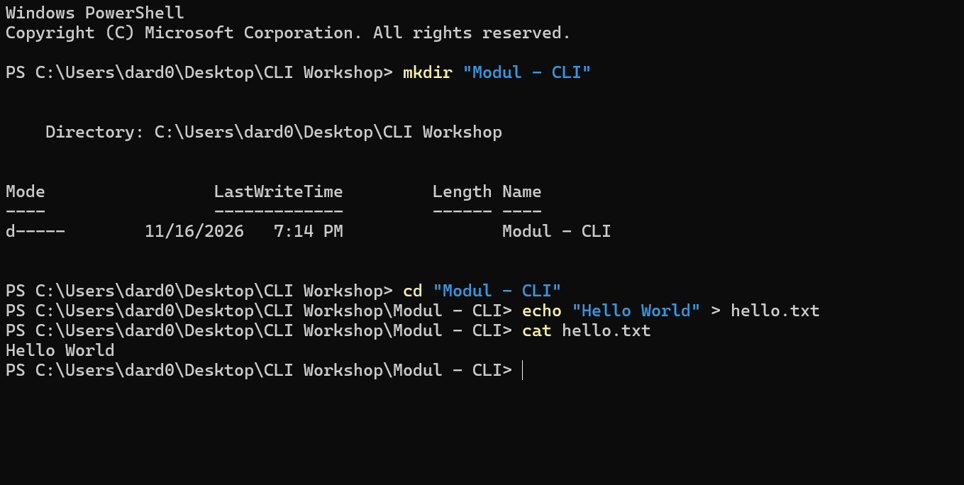 Windows PowerShell
Copyright (C) Microsoft Corporation. All rights reserved.
PS C:\Users\dard0\Desktop\CLI Workshop> mkdir "Modul - CLI"
Directory: C:\Users\dard0\Desktop\CLI Workshop
Mode                 LastWriteTime         Length Name
----                 -------------         ------ ----
d-----        11/16/2026   7:14 PM                Modul - CLI
PS C:\Users\dard0\Desktop\CLI Workshop> cd "Modul - CLI"
PS C:\Users\dard0\Desktop\CLI Workshop\Modul - CLI> echo "Hello World" > hello.txt
PS C:\Users\dard0\Desktop\CLI Workshop\Modul - CLI> cat hello.txt
Hello World
PS C:\Users\dard0\Desktop\CLI Workshop\Modul - CLI>